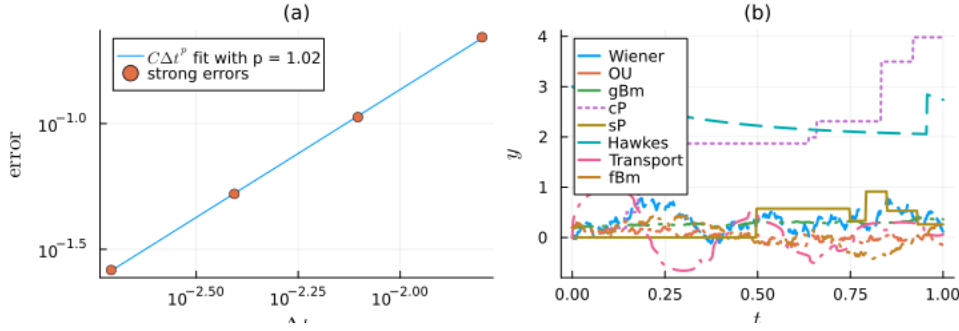 (a)
CΔt^p fit with p = 1.02
strong errors
error
10^-1.0
10^-1.5
10^-2.50
10^-2.25
10^-2.00
(b)
Wiener
OU
gBm
cP
sP
Hawkes
Transport
fBm
y
4
3
2
1
0
0.00
0.25
0.50
0.75
1.00
t